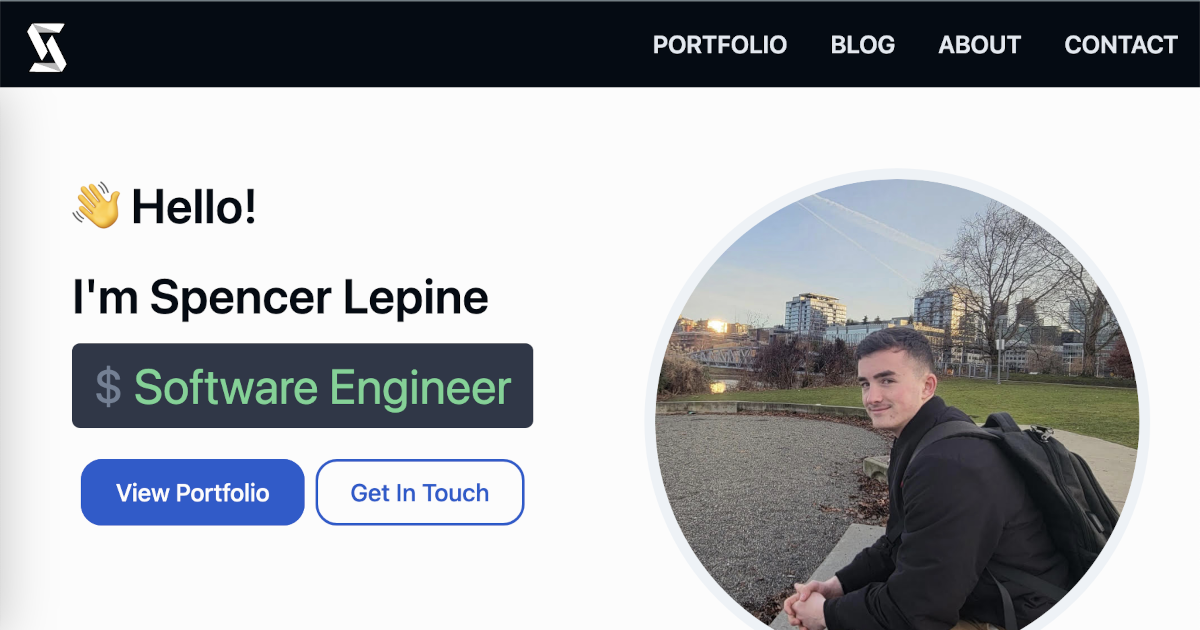 PORTFOLIO BLOG ABOUT CONTACT
👋 Hello!
I'm Spencer Lepine
$ Software Engineer
View Portfolio Get In Touch